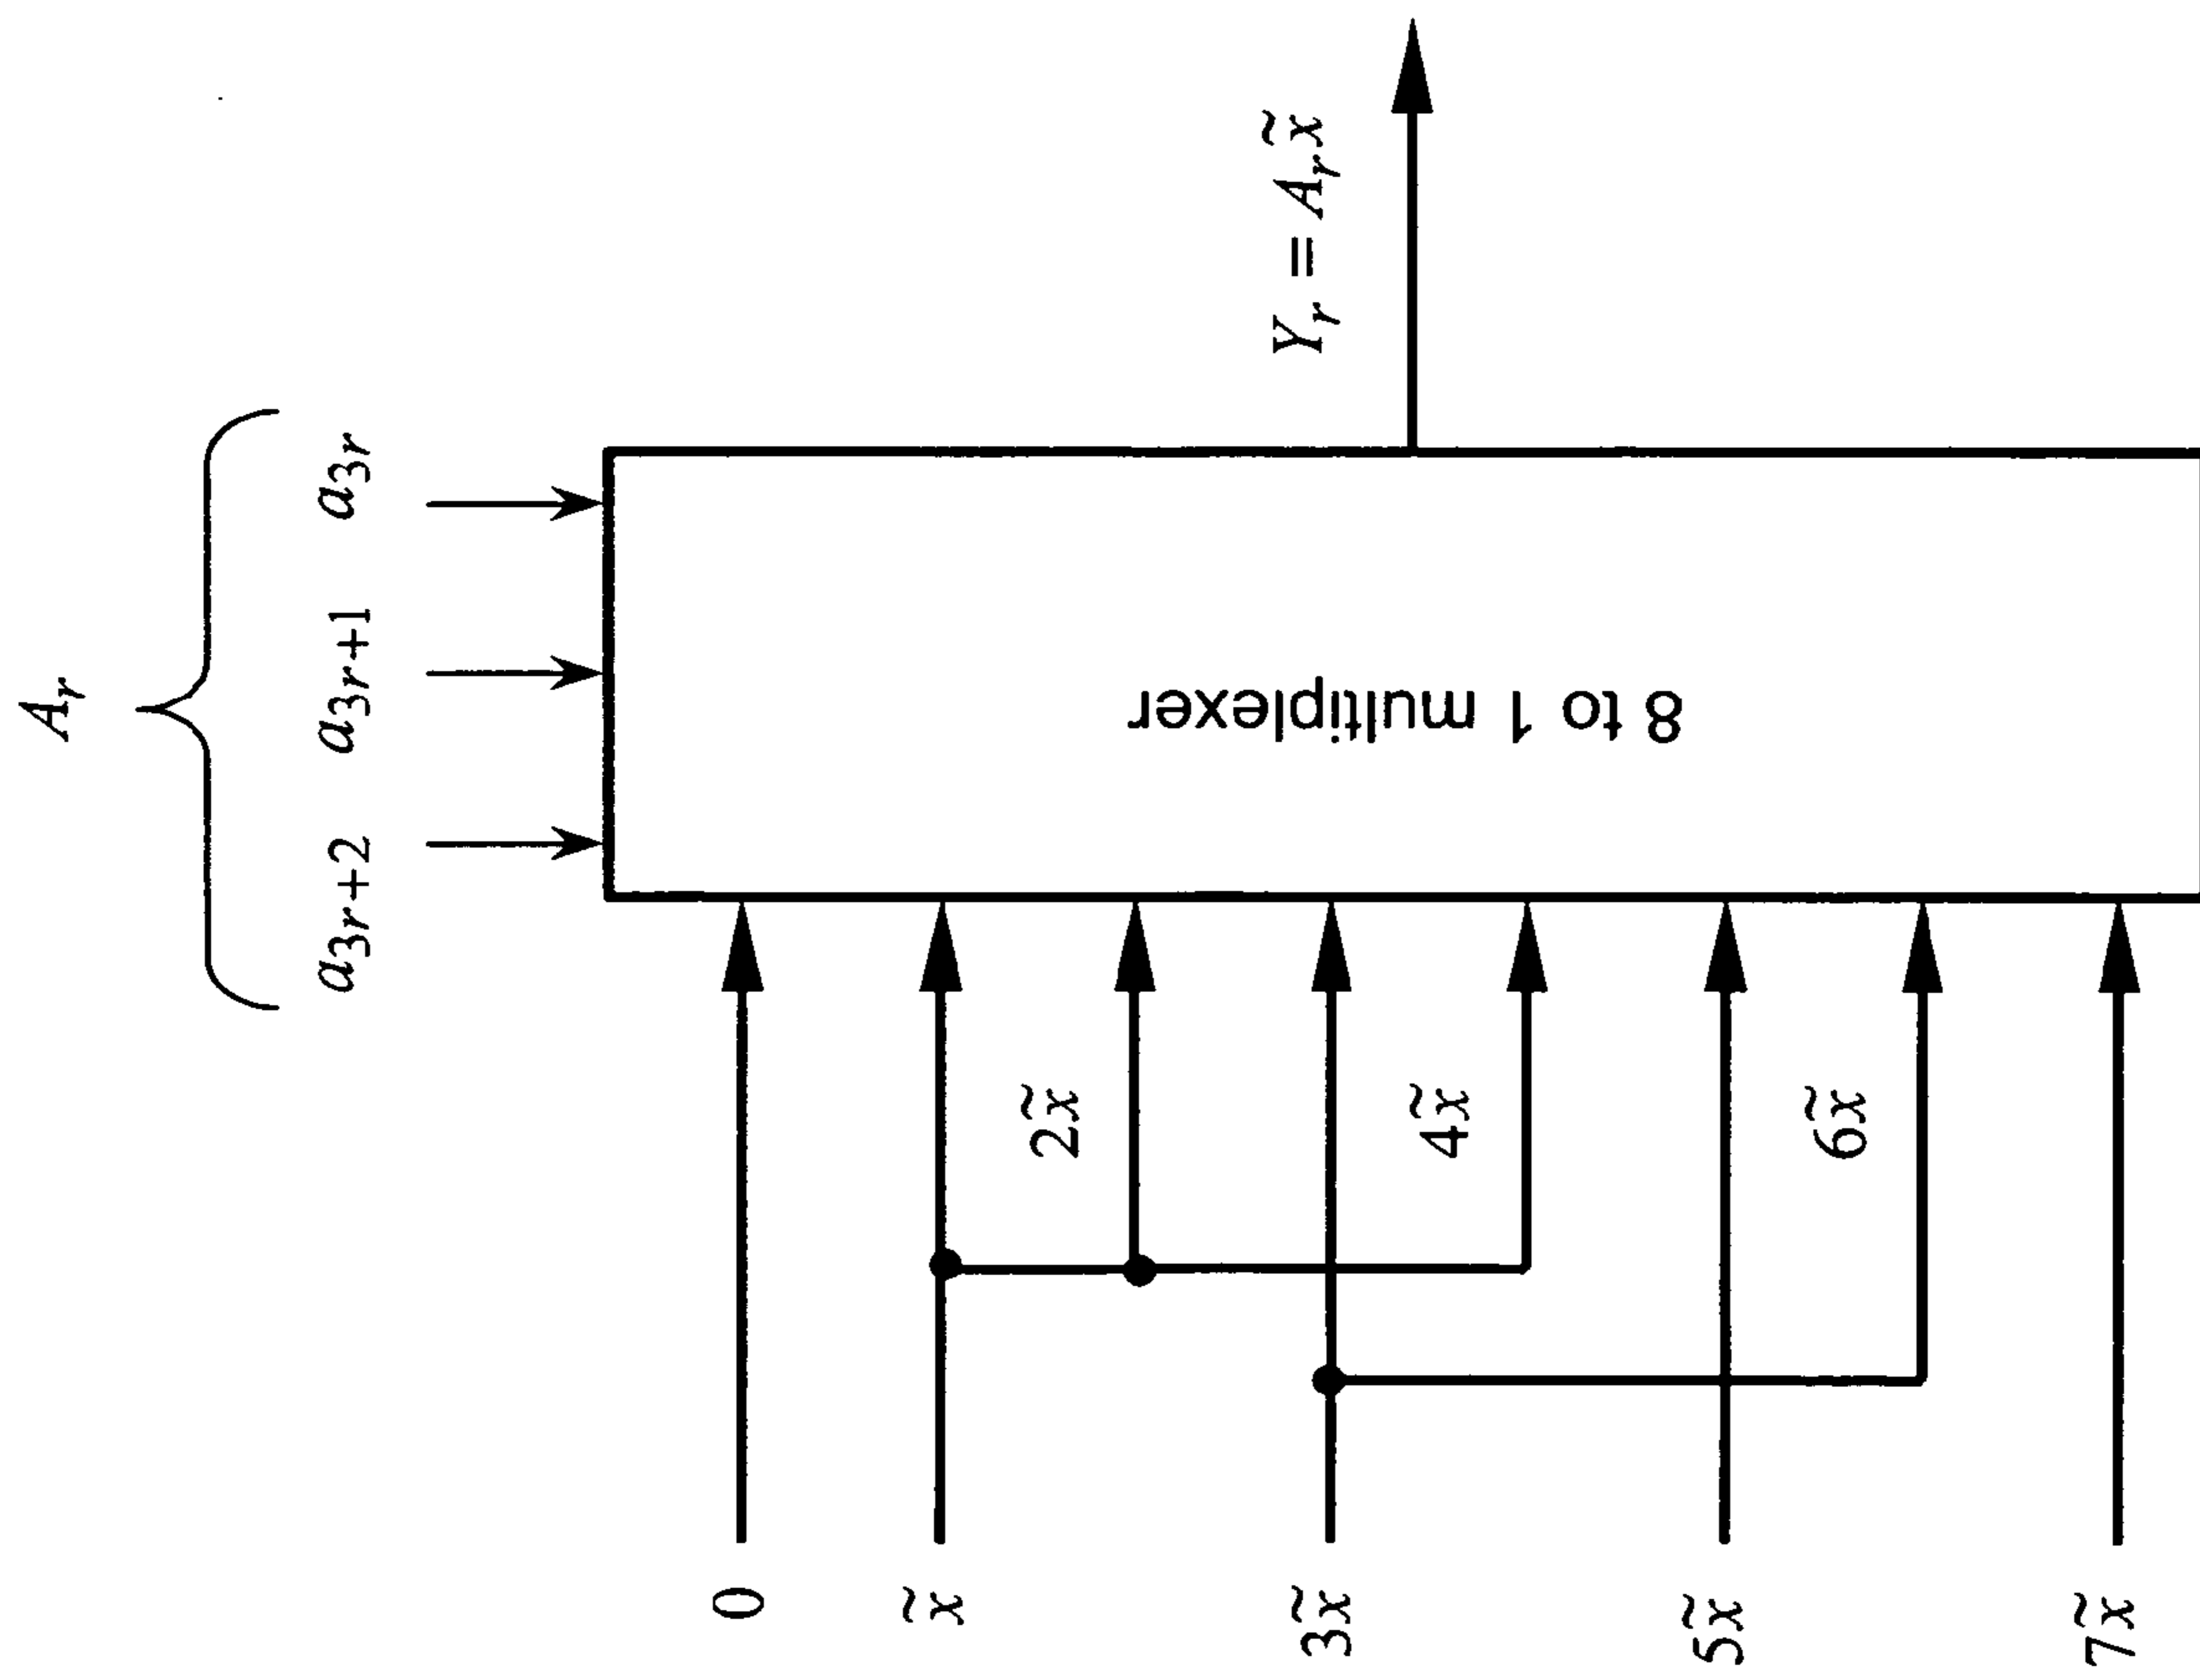 A_r
a_{3r+2} a_{3r+1} a_{3r}
0
x̃
2x̃
3x̃
4x̃
5x̃
6x̃
7x̃
8 to 1 multiplexer
Y_r = A_r x̃